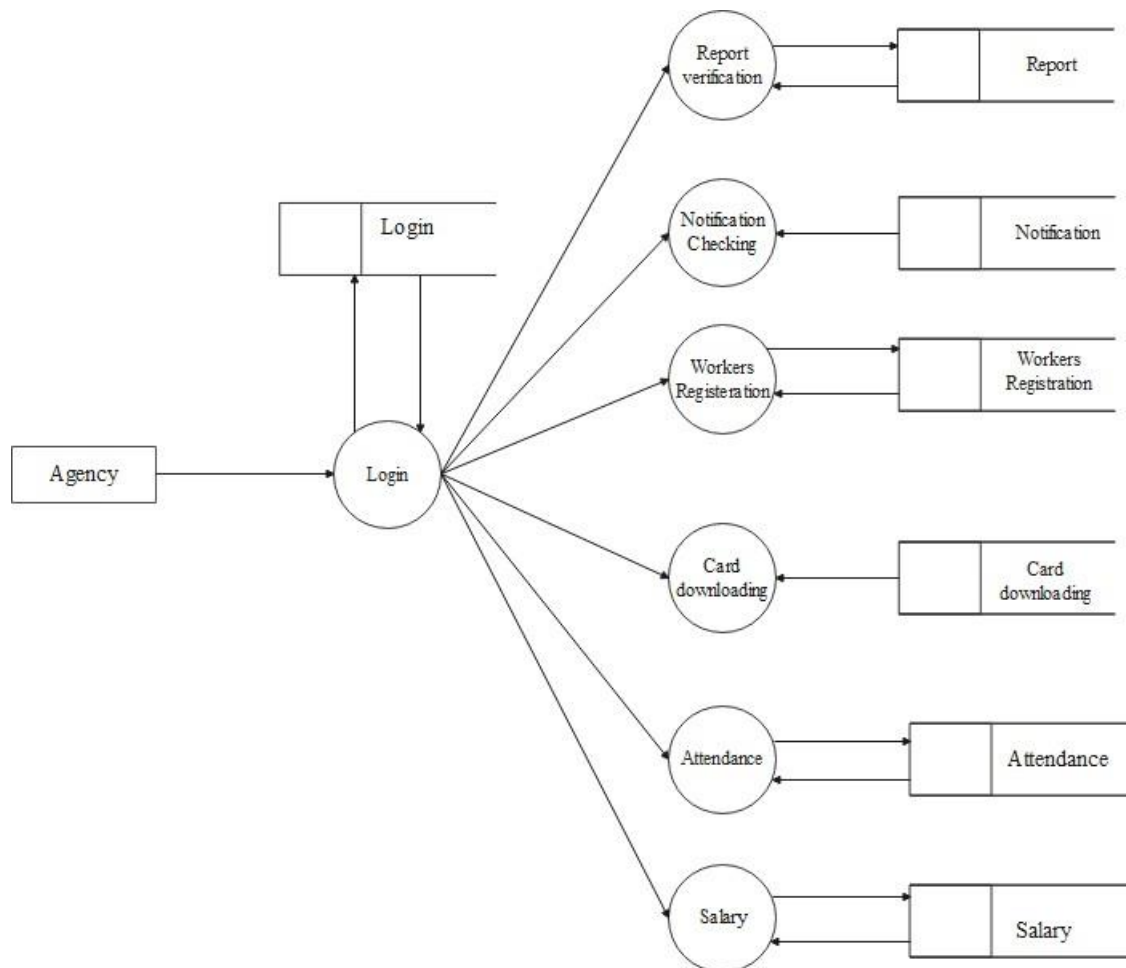 Report
verification
Report
Login
Notification
Checking
Notification
Workers
Registeration
Workers
Registration
Agency
Login
Card
downloading
Card
downloading
Attendance
Attendance
Salary
Salary